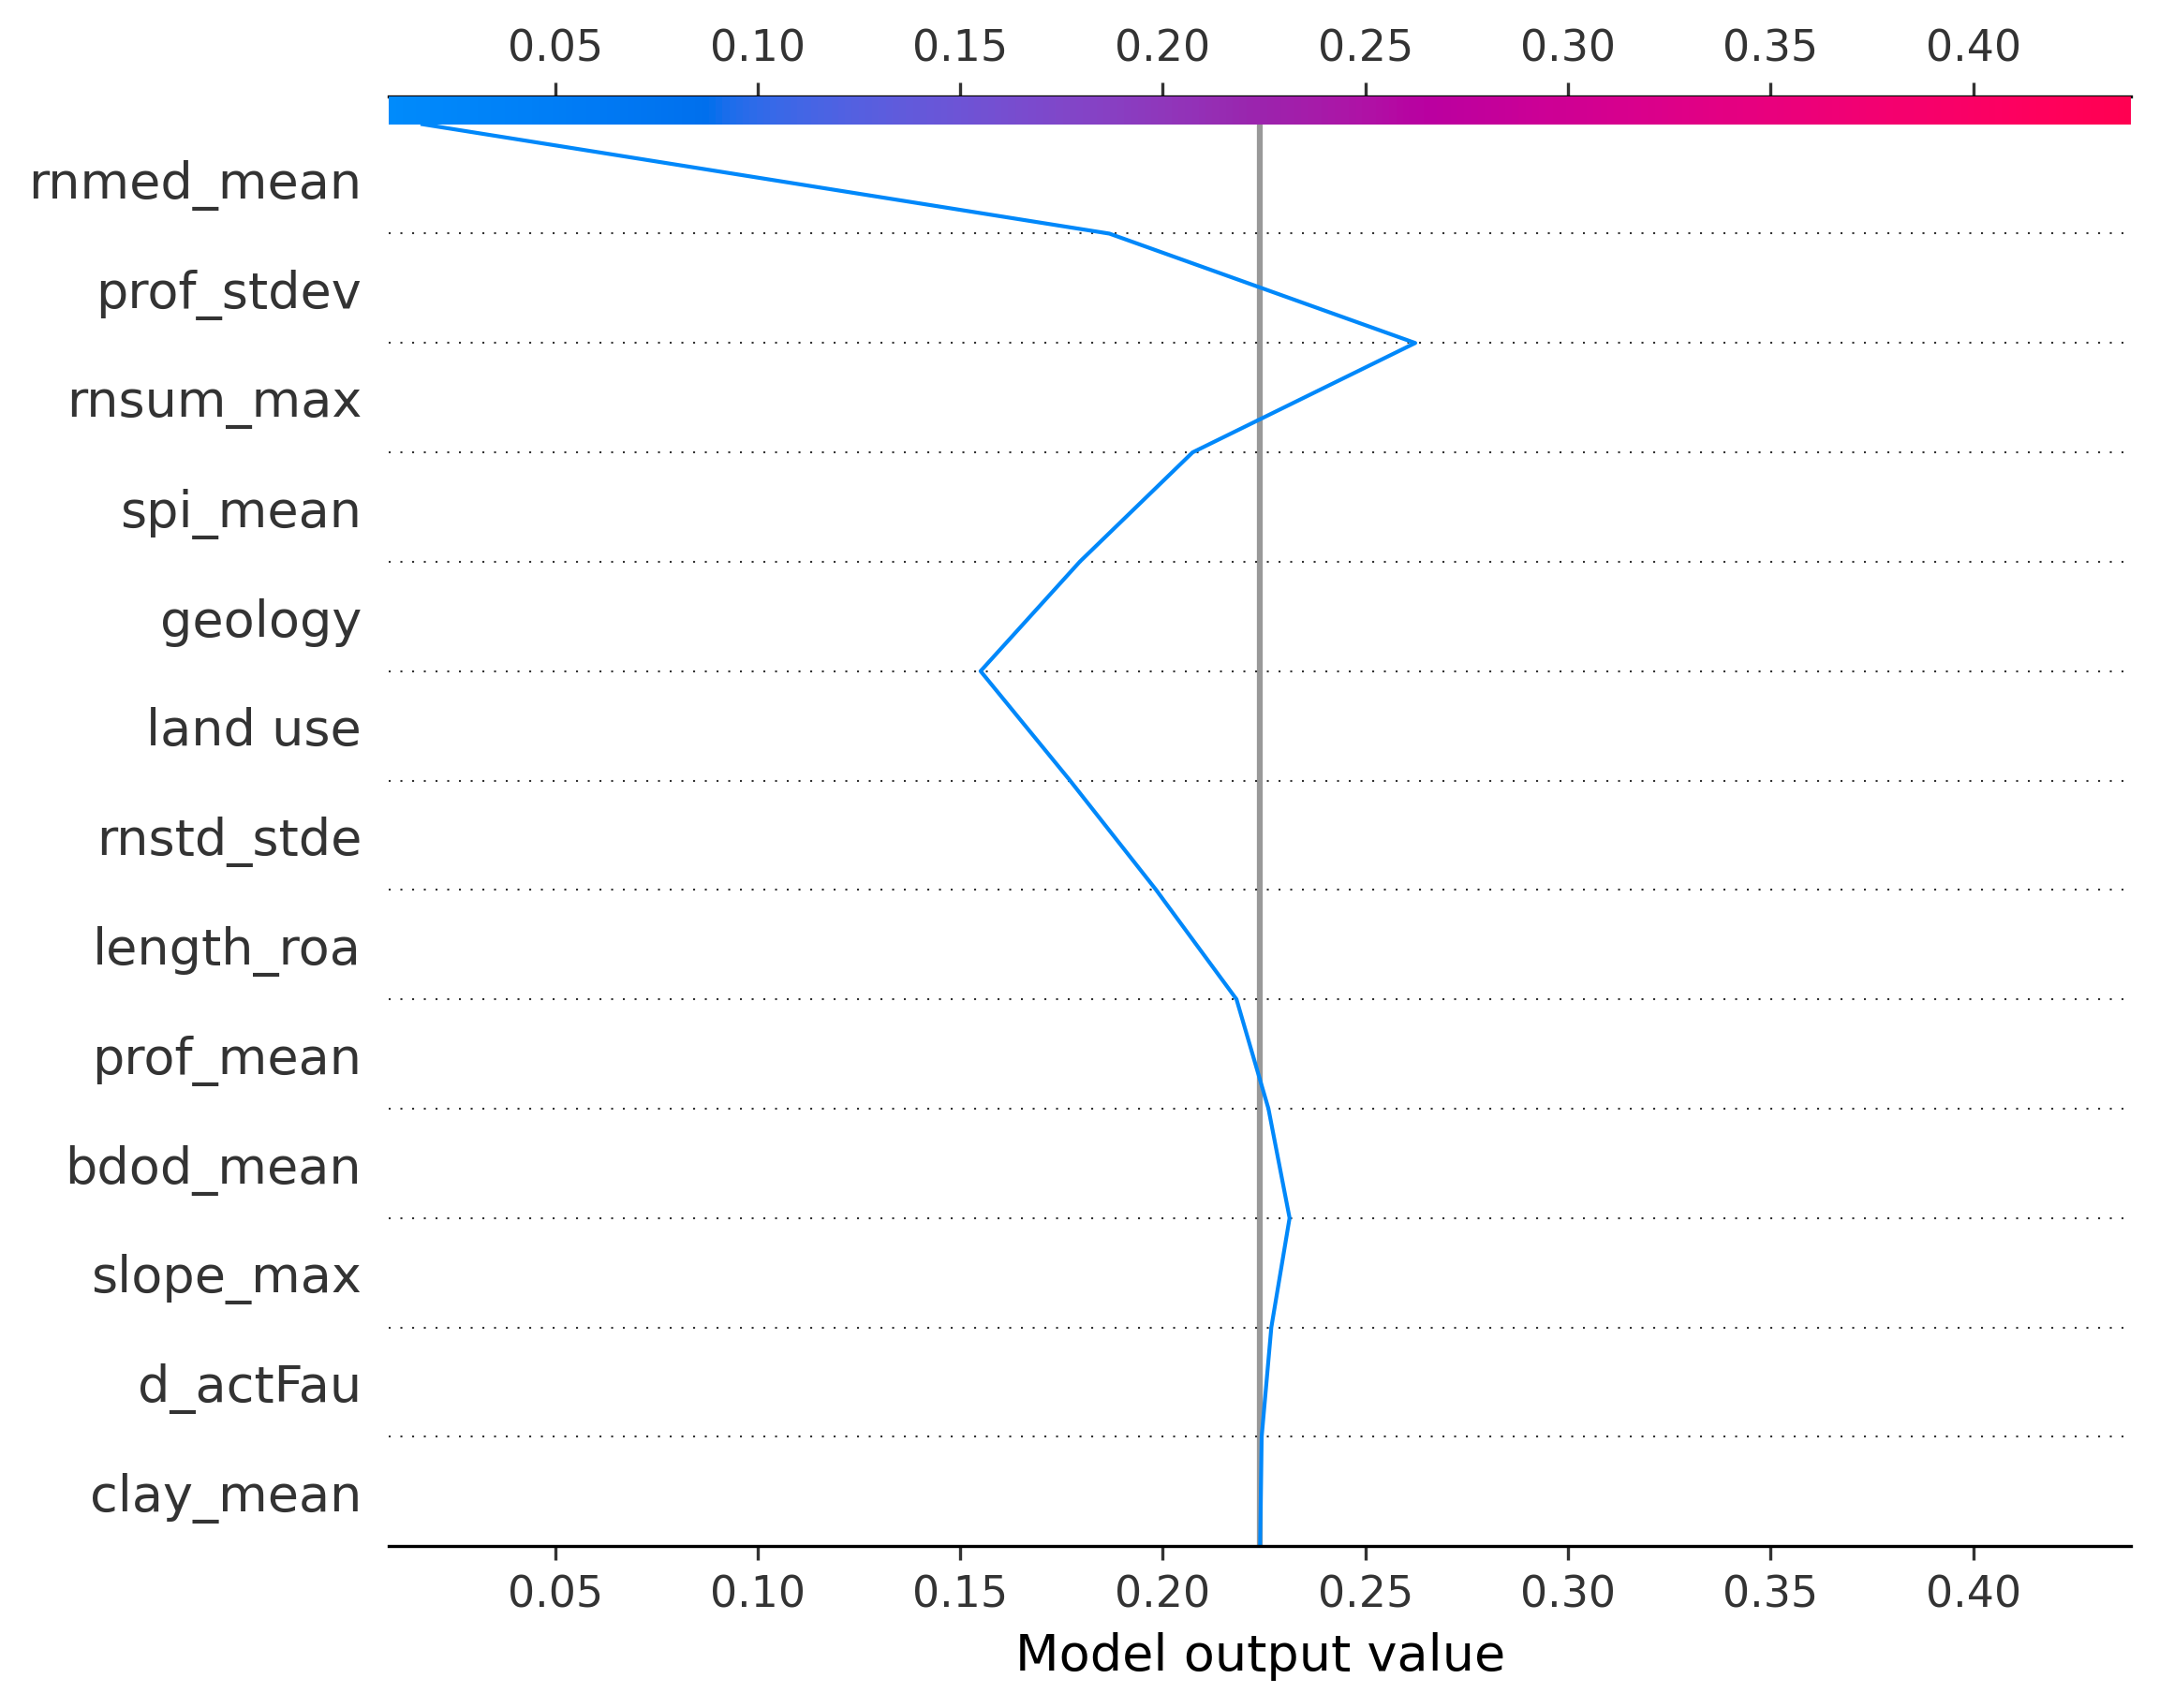 0.05 0.10 0.15 0.20 0.25 0.30 0.35 0.40
rnmed_mean
prof_stdev
rnsum_max
spi_mean
geology
land use
rnstd_stde
length_roa
prof_mean
bdod_mean
slope_max
d_actFau
clay_mean
0.05 0.10 0.15 0.20 0.25 0.30 0.35 0.40
Model output value